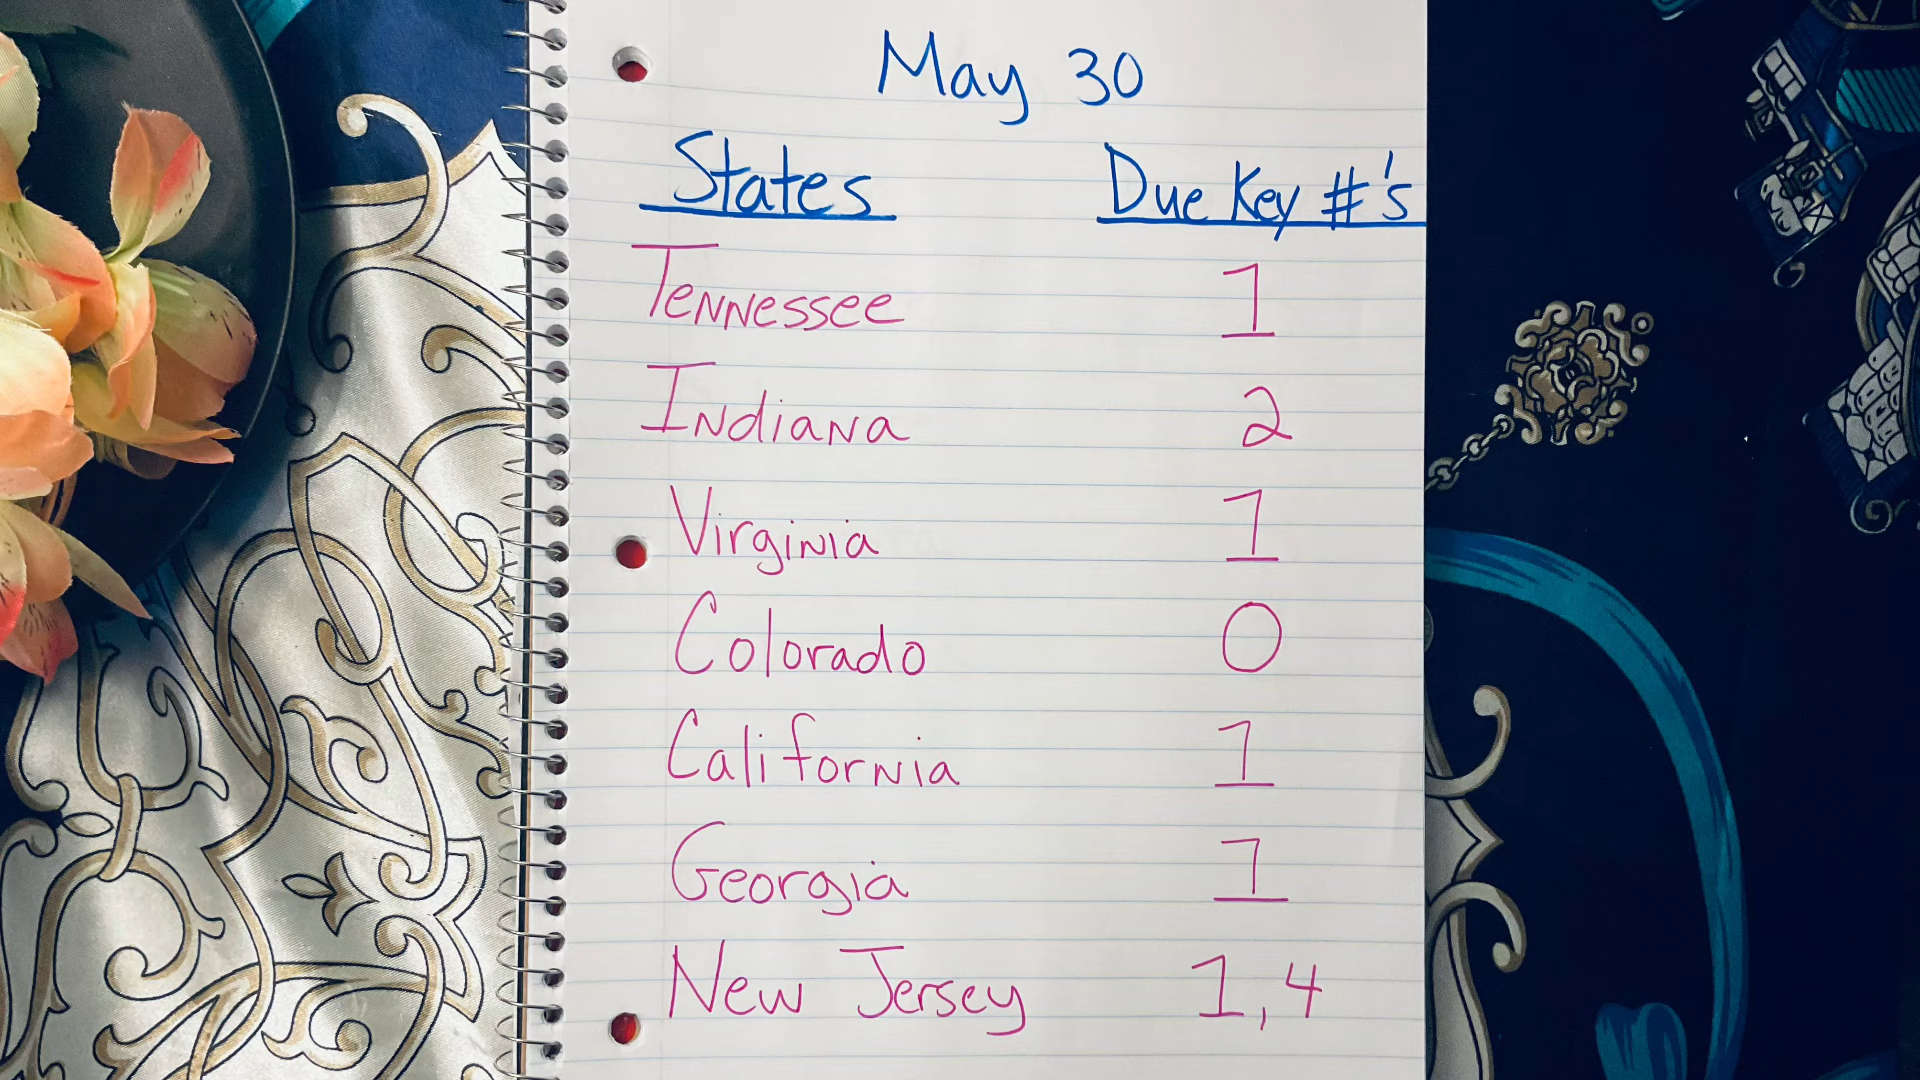 May 30
States Due Key #'s
Tennessee 1
Indiana 2
Virginia 1
Colorado 0
California 1
Georgia 1
New Jersey 1,4